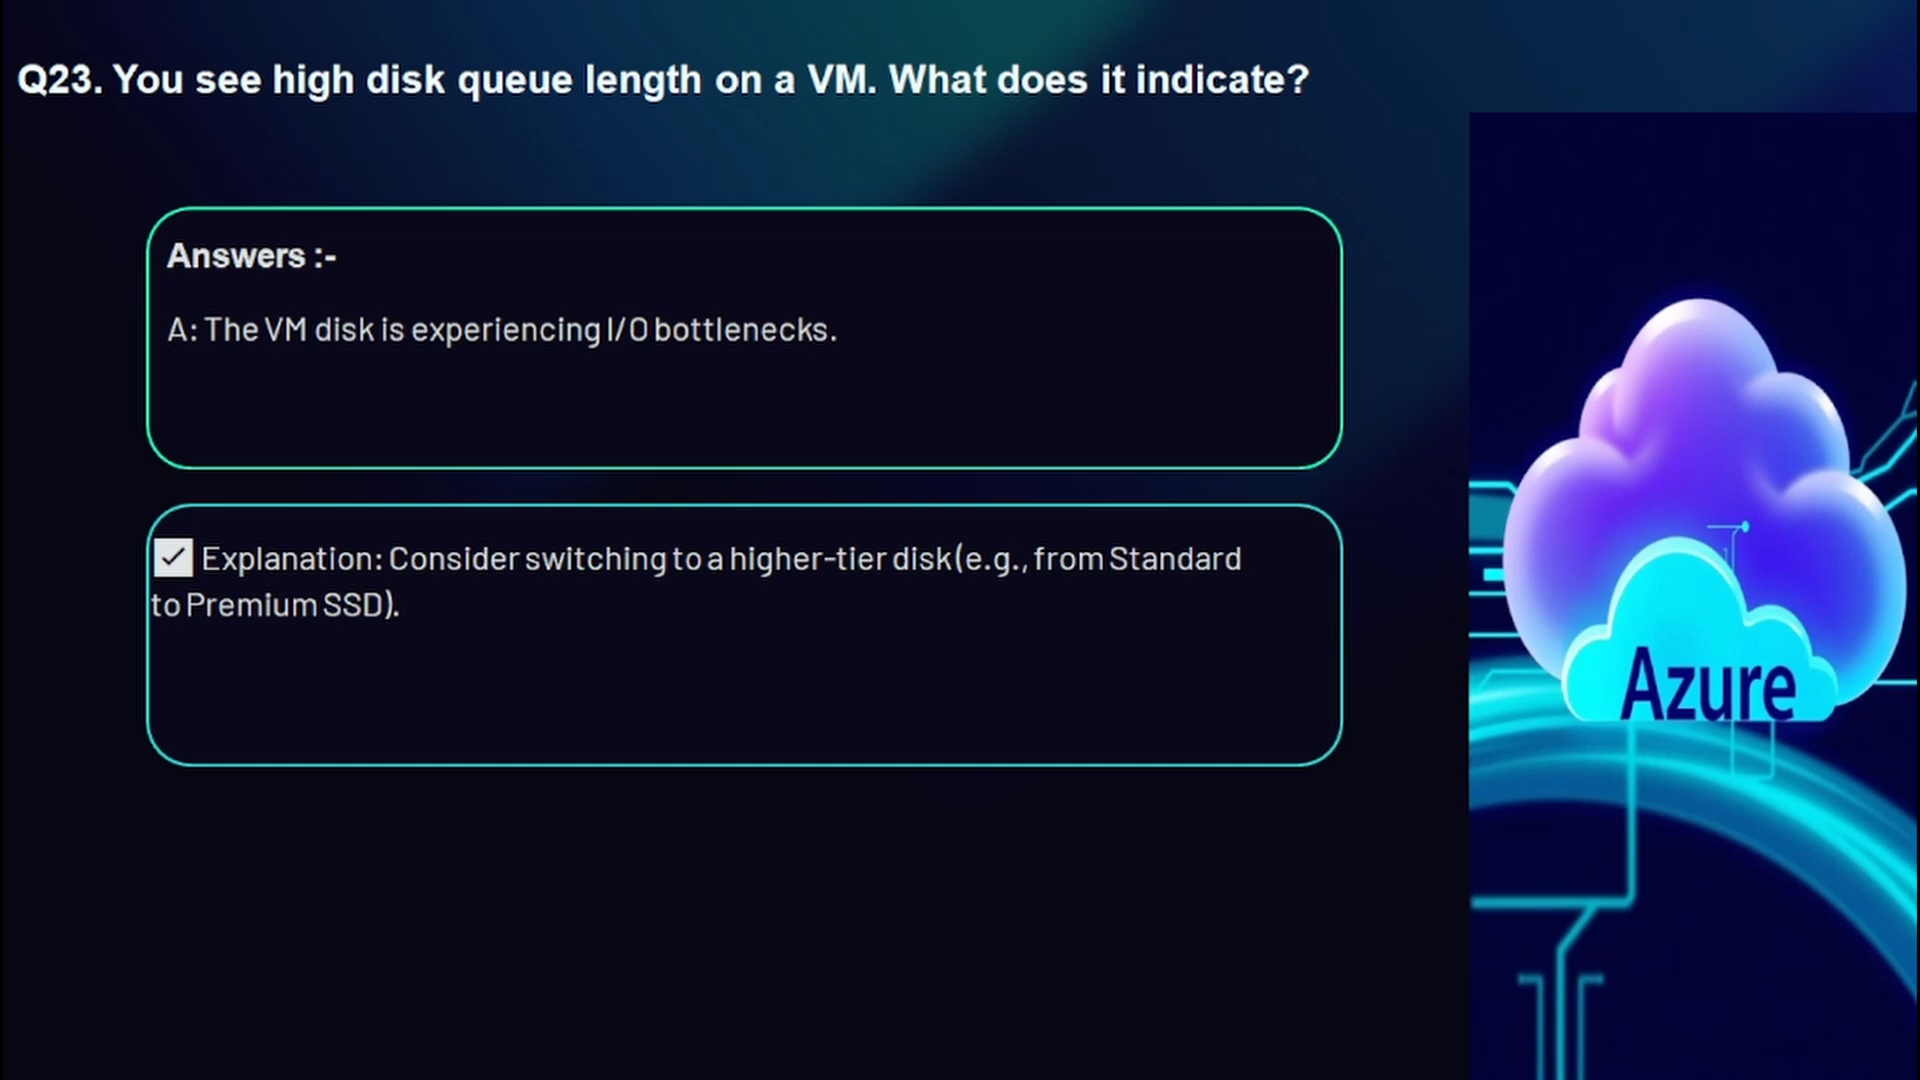 Q23. You see high disk queue length on a VM. What does it indicate?
Answers :-
A: The VM disk is experiencing I/O bottlenecks.
✓ Explanation: Consider switching to a higher-tier disk (e.g., from Standard
to Premium SSD).
Azure